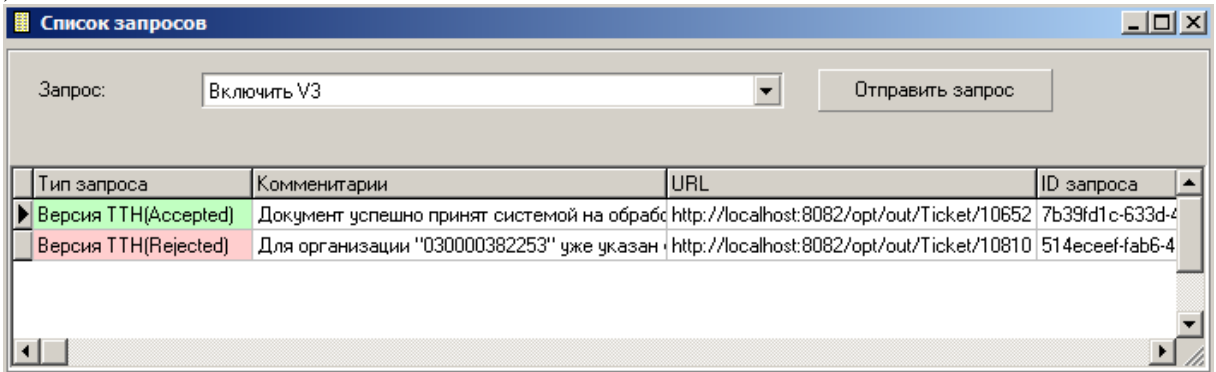 Список запросов
Запрос: Включить V3 Отправить запрос
Тип запроса Комменитарии URL ID запроса
Версия ТТН(Accepted) Документ успешно принят системой на http://localhost:8082/opt/out/Ticket/10652 7b39fd1c-633d-4
Версия ТТН(Rejected) Для организации "030000382253" уже указан http://localhost:8082/opt/out/Ticket/10810 514eceef-fab6-4